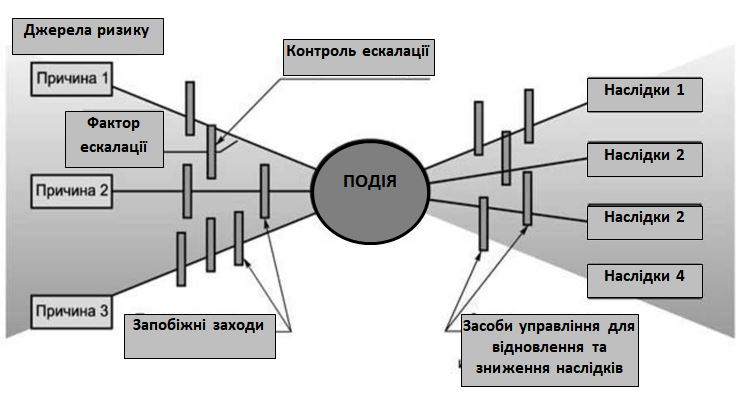 Джерела ризику
Контроль ескалації
Причина 1
Наслідки 1
Фактор
ескалації
Наслідки 2
ПОДІЯ
Причина 2
Наслідки 2
Наслідки 4
Причина 3
Запобіжні заходи
Засоби управління для
відновлення та
зниження наслідків